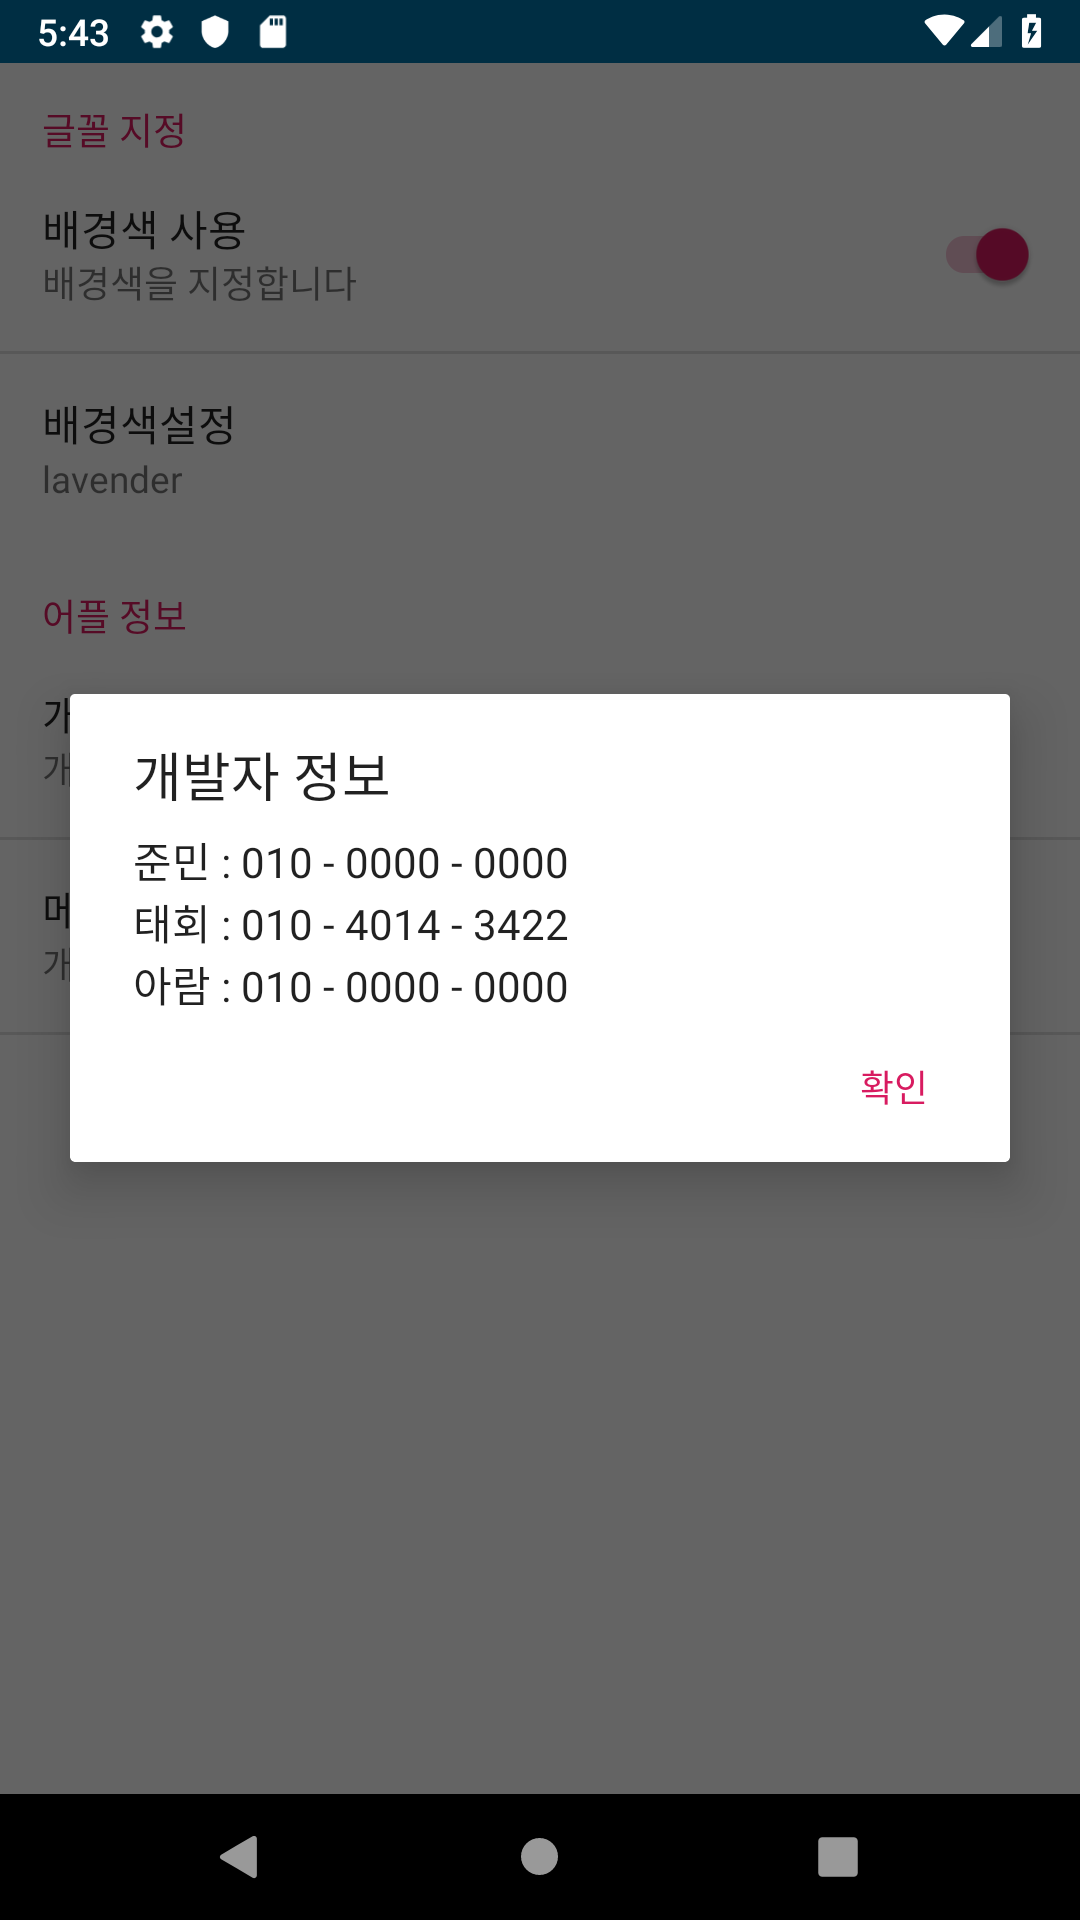 5:43
글꼴 지정
배경색 사용
배경색을 지정합니다
배경색설정
lavender
어플 정보
개발자 정보
준민 : 010 - 0000 - 0000
태회 : 010 - 4014 - 3422
아람 : 010 - 0000 - 0000
확인